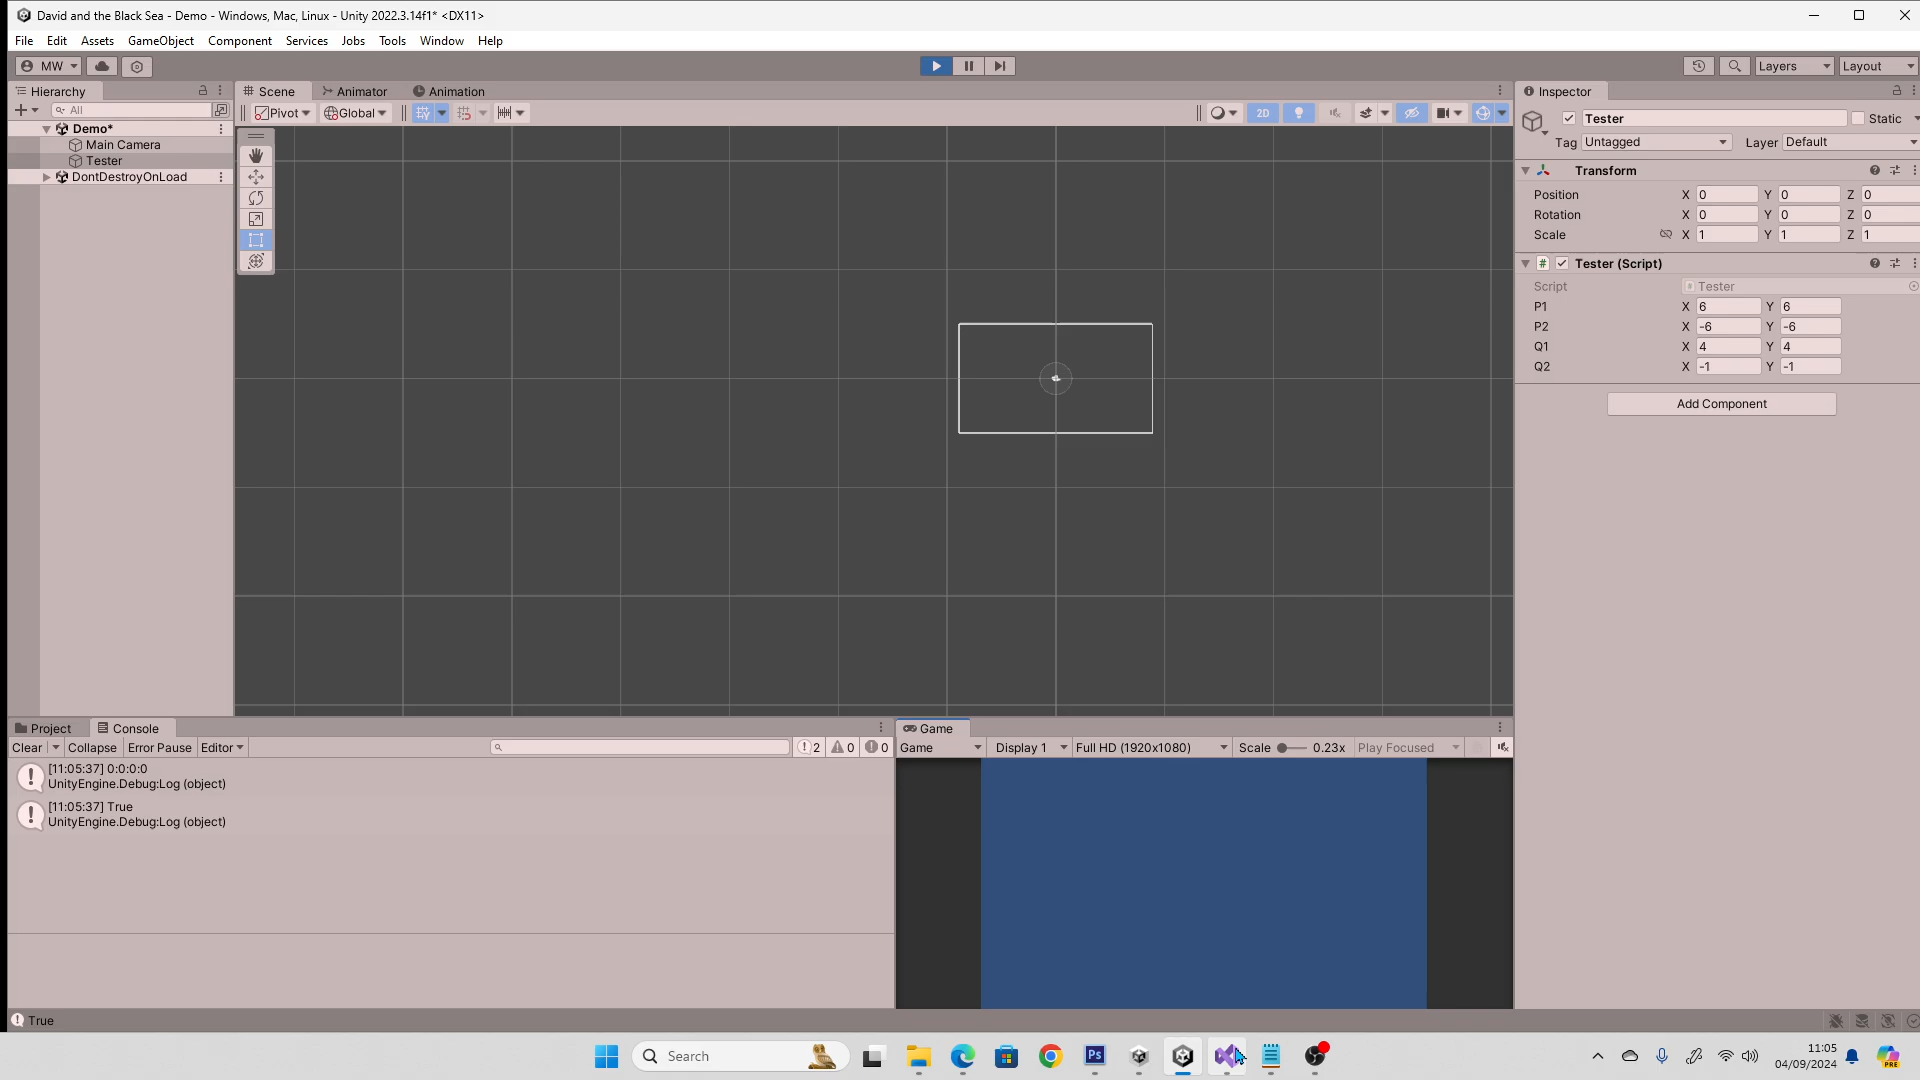 David and the Black Sea - Demo - Windows, Mac, Linux - Unity 2022.3.14f1* <DX11>
File Edit Assets GameObject Component Services Jobs Tools Window Help
MW Layers Layout
Hierarchy Scene Animator Animation Inspector
All Pivot Global 2D
Tester Static
Demo*
Main Camera
Tag Untagged Layer Default
Tester
DontDestroyOnLoad
Transform
Position X 0 Y 0 Z 0
Rotation X 0 Y 0 Z 0
Scale X 1 Y 1 Z 1
# Tester (Script)
Script Tester
P1 X 6 Y 6
P2 X -6 Y -6
Q1 X 4 Y 4
Q2 X -1 Y -1
Add Component
Project Console Game
Clear Collapse Error Pause Editor 2 0 0 Game Display 1 Full HD (1920x1080) Scale 0.23x Play Focused
[11:05:37] 0:0:0:0
UnityEngine.Debug:Log (object)
[11:05:37] True
UnityEngine.Debug:Log (object)
True
Search Ps 11:05
04/09/2024
PRE